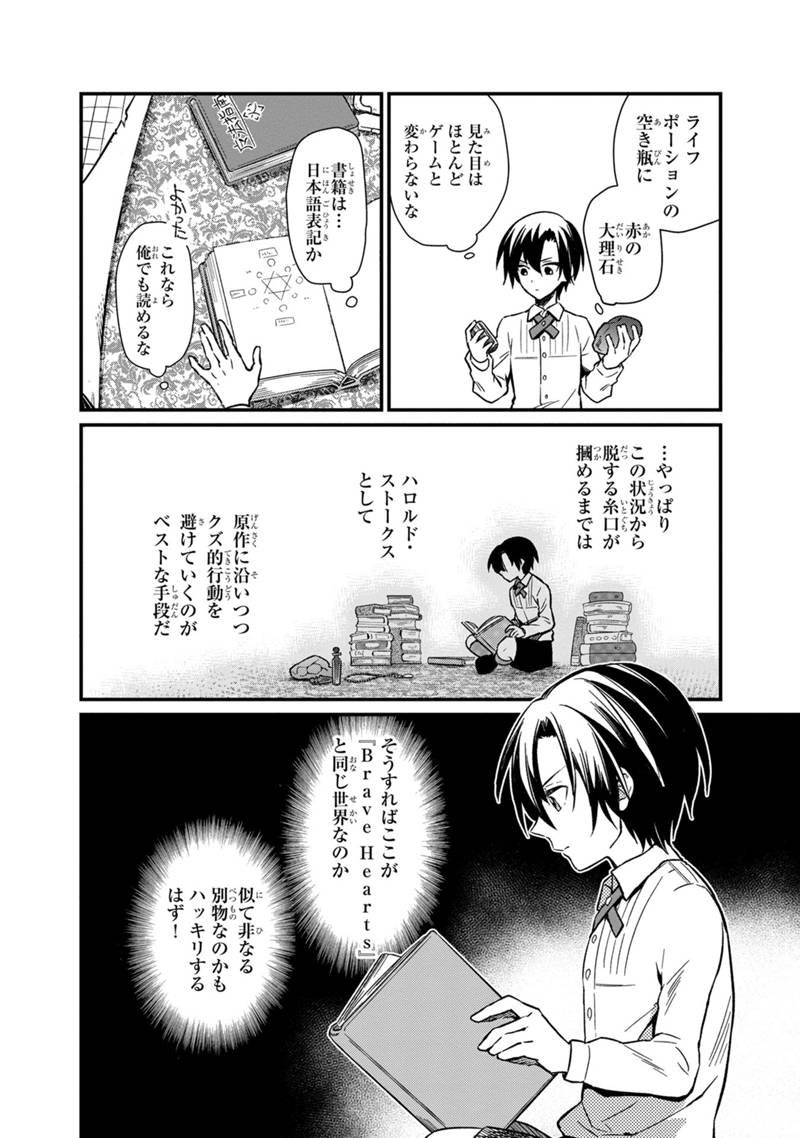 ライフ
ポーションの
空き瓶に
赤の
大理石
見た目は
ほとんど
ゲームと
変わらないな
書籍は…
日本語表記か
これなら
俺でも読めるな
…やっぱり
この状況から
脱する糸口が
摑めるまでは
ハロルド・
ストークス
として
原作に沿いつつ
クズ的行動を
避けていくのが
ベストな手段だ
そうすればここが
『Brave Hearts』
と同じ世界なのか
似て非なる
別物なのかも
ハッキリする
はず!